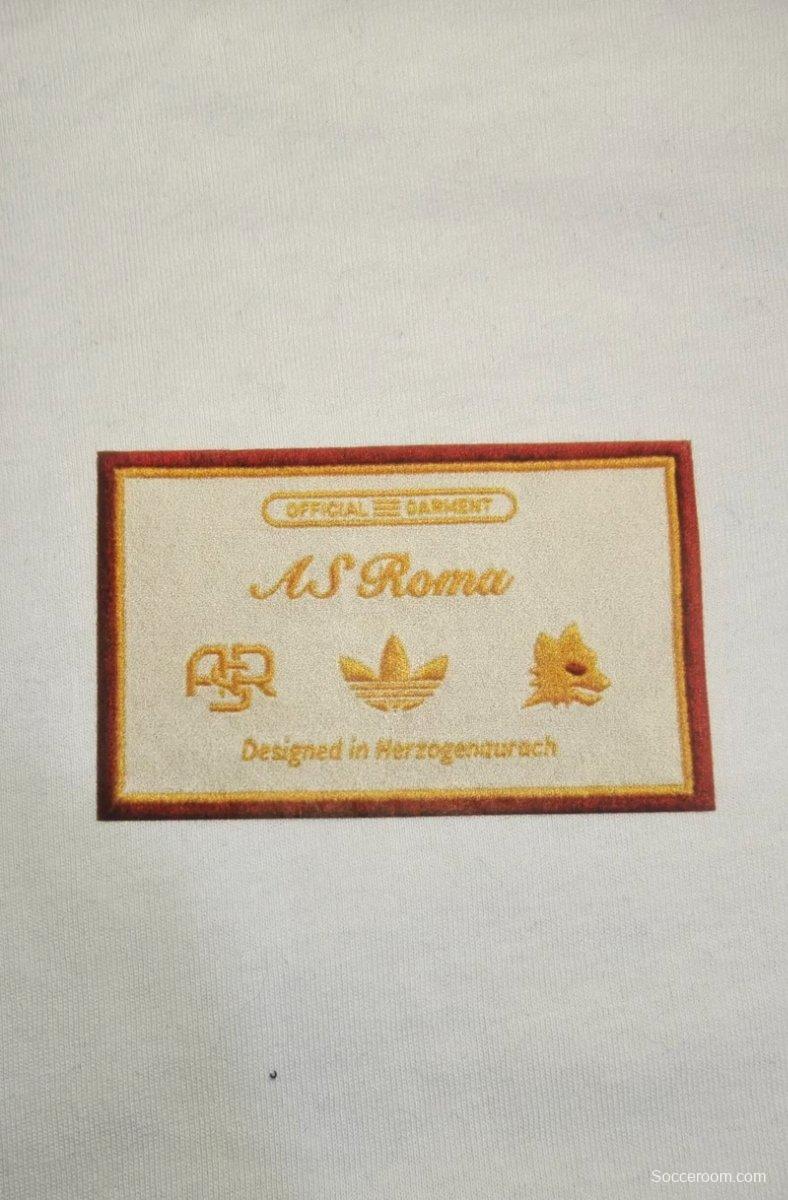 OFFICIAL GARMENT
AS Roma
ASR
Designed in Herzogenaurach
Socceroom.com